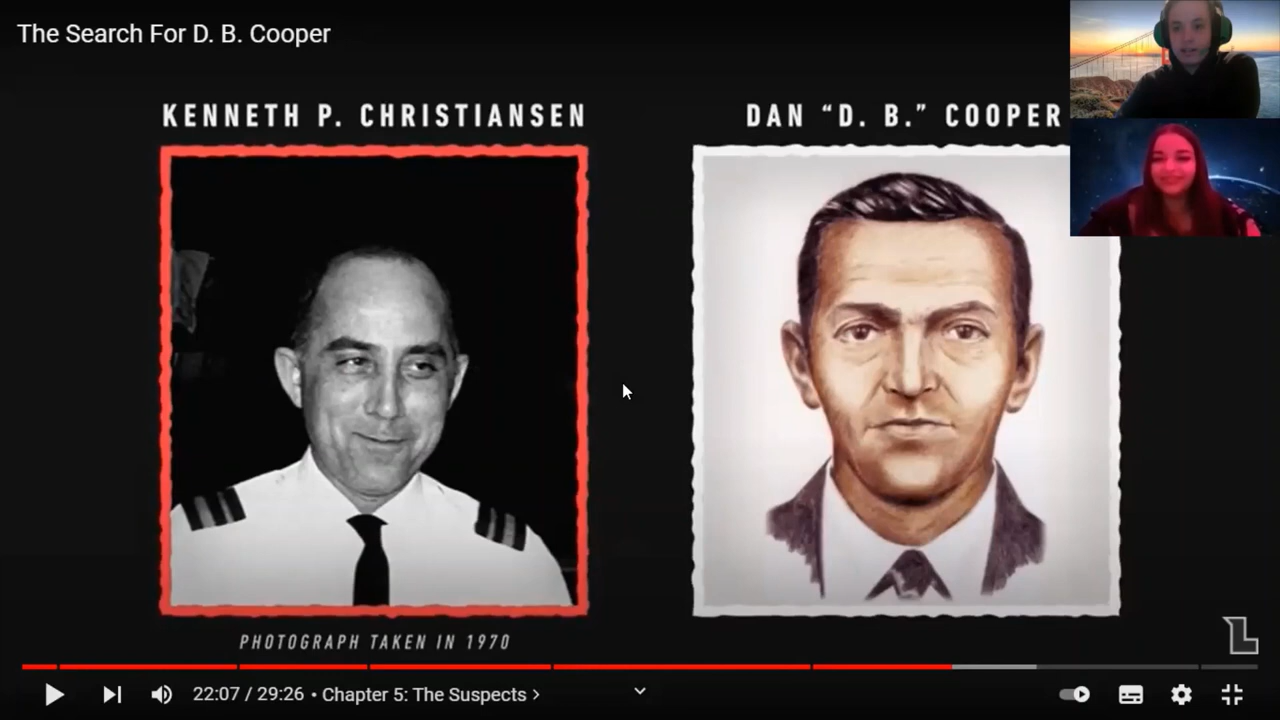 The Search For D. B. Cooper
KENNETH P. CHRISTIANSEN
DAN “D. B.” COOPER
PHOTOGRAPH TAKEN IN 1970
22:07 / 29:26 • Chapter 5: The Suspects >